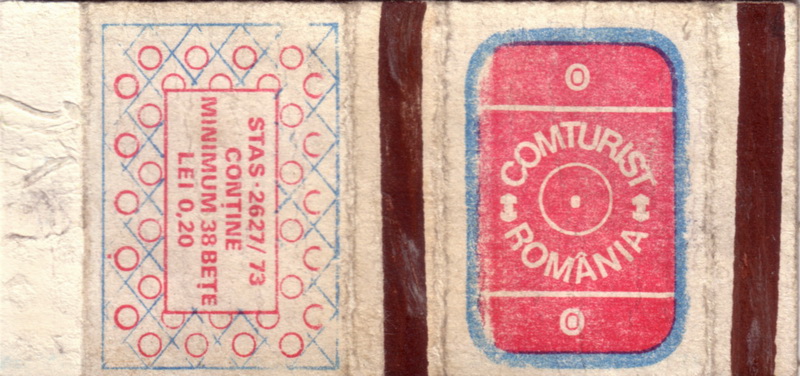 STAS·2627/73
CONȚINE
MINIMUM 38 BEȚE
LEI 0,20
O
COMTURIST
ROMÂNIA
O